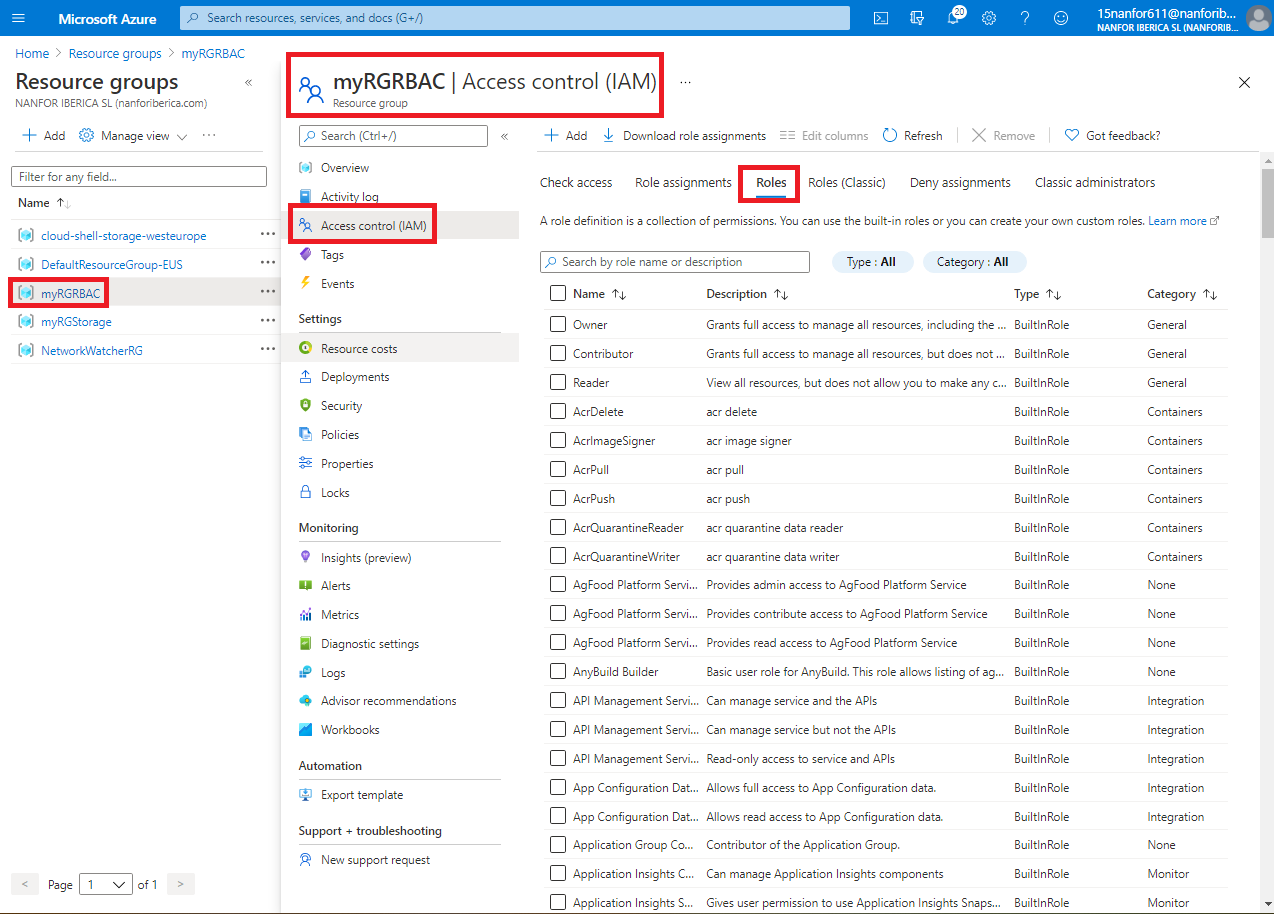 Microsoft Azure
Search resources, services, and docs (G+/)
20
15nanfor611@nanforib...
NANFOR IBERICA SL (NANFORIB...
Home > Resource groups > myRGRBAC
Resource groups
«
NANFOR IBERICA SL (nanforiberica.com)
+ Add Manage view ...
Filter for any field...
Name ↑↓
cloud-shell-storage-westeurope ...
DefaultResourceGroup-EUS ...
myRGRBAC ...
myRGStorage ...
NetworkWatcherRG ...
< Page 1 of 1 >
myRGRBAC | Access control (IAM) ...
Resource group
Search (Ctrl+/) «
Overview
Activity log
Access control (IAM)
Tags
Events
Settings
Resource costs
Deployments
Security
Policies
Properties
Locks
Monitoring
Insights (preview)
Alerts
Metrics
Diagnostic settings
Logs
Advisor recommendations
Workbooks
Automation
Export template
Support + troubleshooting
New support request
+ Add Download role assignments Edit columns Refresh Remove Got feedback?
Check access Role assignments Roles Roles (Classic) Deny assignments Classic administrators
A role definition is a collection of permissions. You can use the built-in roles or you can create your own custom roles. Learn more
Search by role name or description Type : All Category : All
Name ↑↓ Description ↑↓ Type ↑↓ Category ↑↓
Owner Grants full access to manage all resources, including the ... BuiltInRole General
Contributor Grants full access to manage all resources, but does not ... BuiltInRole General
Reader View all resources, but does not allow you to make any c... BuiltInRole General
AcrDelete acr delete BuiltInRole Containers
AcrImageSigner acr image signer BuiltInRole Containers
AcrPull acr pull BuiltInRole Containers
AcrPush acr push BuiltInRole Containers
AcrQuarantineReader acr quarantine data reader BuiltInRole Containers
AcrQuarantineWriter acr quarantine data writer BuiltInRole Containers
AgFood Platform Servi... Provides admin access to AgFood Platform Service BuiltInRole None
AgFood Platform Servi... Provides contribute access to AgFood Platform Service BuiltInRole None
AgFood Platform Servi... Provides read access to AgFood Platform Service BuiltInRole None
AnyBuild Builder Basic user role for AnyBuild. This role allows listing of ag... BuiltInRole None
API Management Servi... Can manage service and the APIs BuiltInRole Integration
API Management Servi... Can manage service but not the APIs BuiltInRole Integration
API Management Servi... Read-only access to service and APIs BuiltInRole Integration
App Configuration Dat... Allows full access to App Configuration data. BuiltInRole Integration
App Configuration Dat... Allows read access to App Configuration data. BuiltInRole Integration
Application Group Co... Contributor of the Application Group. BuiltInRole None
Application Insights C... Can manage Application Insights components BuiltInRole Monitor
Application Insights S... Gives user permission to use Application Insights Snaps... BuiltInRole Monitor